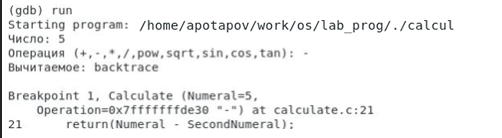 (gdb) run
Starting program: /home/apotapov/work/os/lab_prog/./calcul
Число: 5
Операция (+,-,*,/,pow,sqrt,sin,cos,tan): -
Вычитаемое: backtrace

Breakpoint 1, Calculate (Numeral=5,
    Operation=0x7fffffffde30 "-") at calculate.c:21
21      return(Numeral - SecondNumeral);